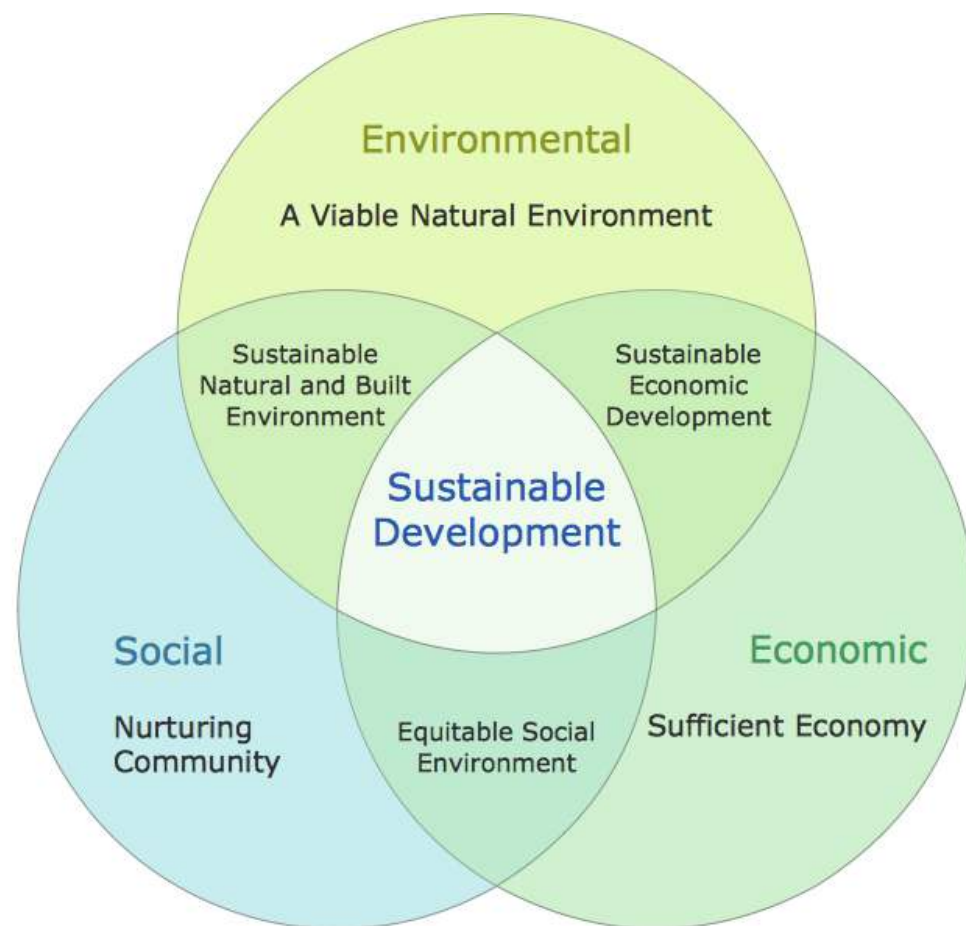 Environmental
A Viable Natural Environment
Sustainable
Natural and Built
Environment
Sustainable
Economic
Development
Sustainable
Development
Social
Nurturing
Community
Economic
Sufficient Economy
Equitable Social
Environment